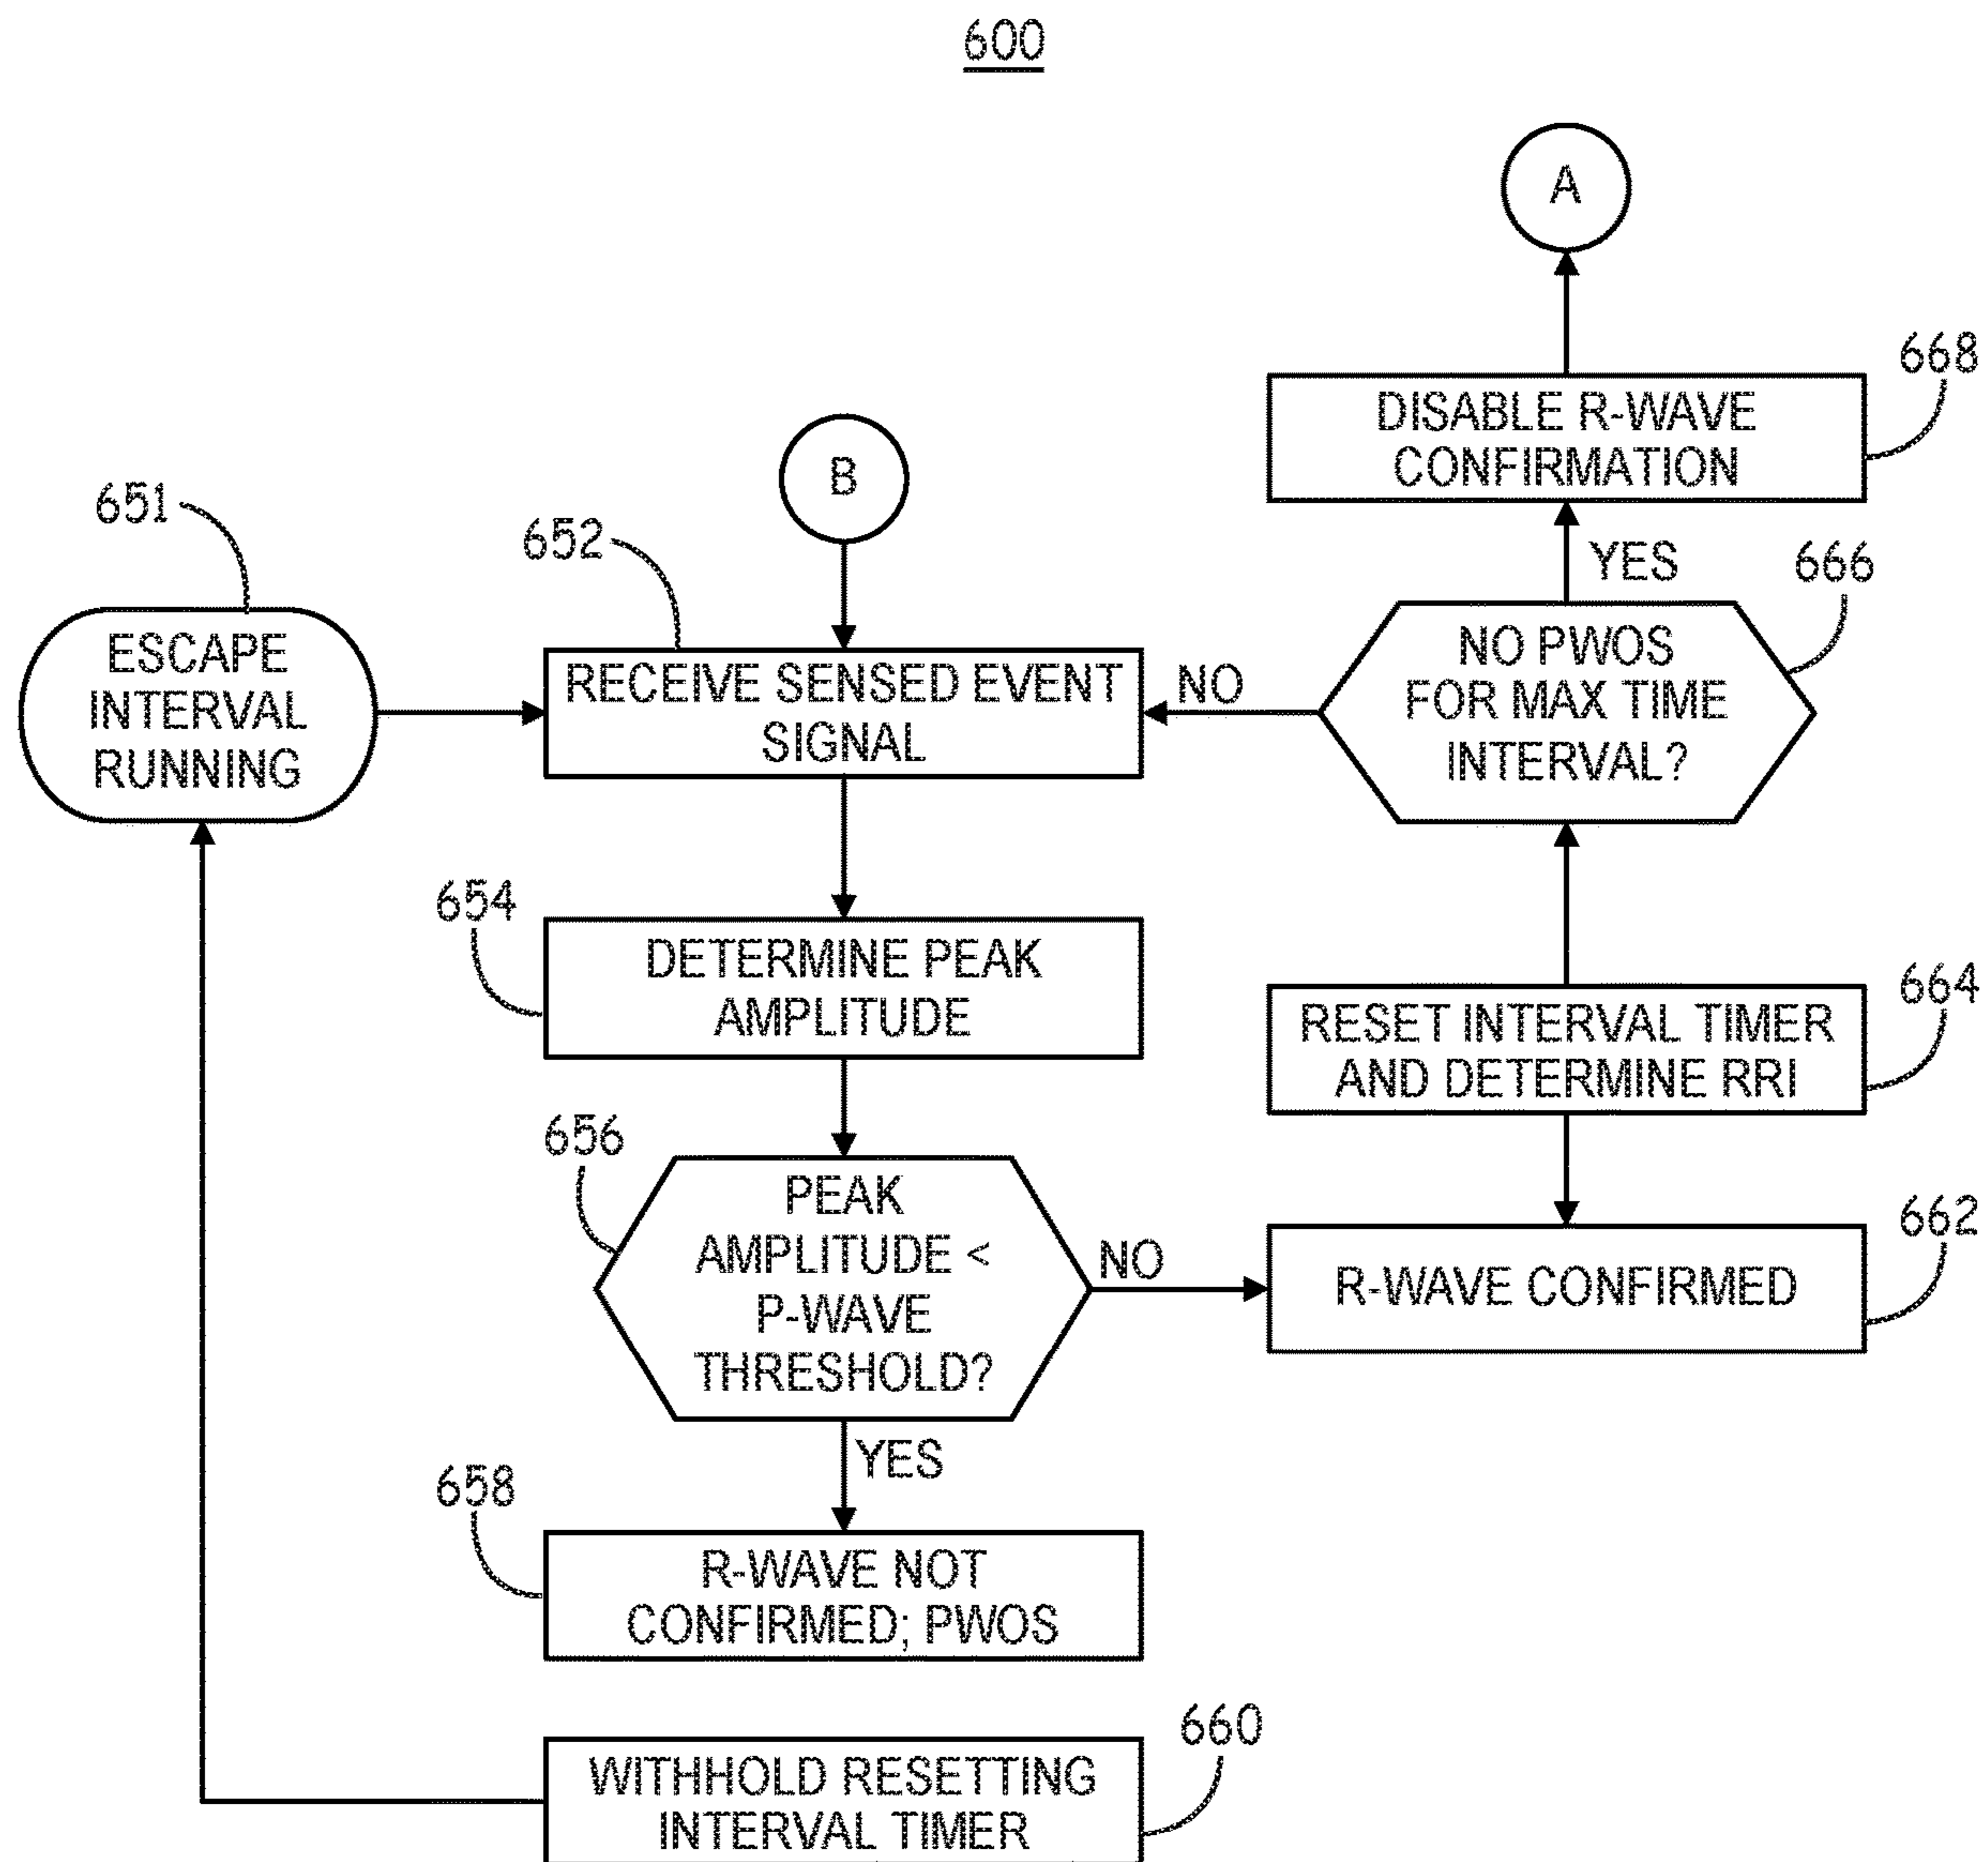 600
A
668
DISABLE R-WAVE
CONFIRMATION
B
651
652
YES
666
ESCAPE
INTERVAL
RUNNING
RECEIVE SENSED EVENT
SIGNAL
NO
NO PWOS
FOR MAX TIME
INTERVAL?
654
DETERMINE PEAK
AMPLITUDE
664
RESET INTERVAL TIMER
AND DETERMINE RRI
656
PEAK
AMPLITUDE <
P-WAVE
THRESHOLD?
NO
662
R-WAVE CONFIRMED
YES
658
R-WAVE NOT
CONFIRMED; PWOS
660
WITHHOLD RESETTING
INTERVAL TIMER